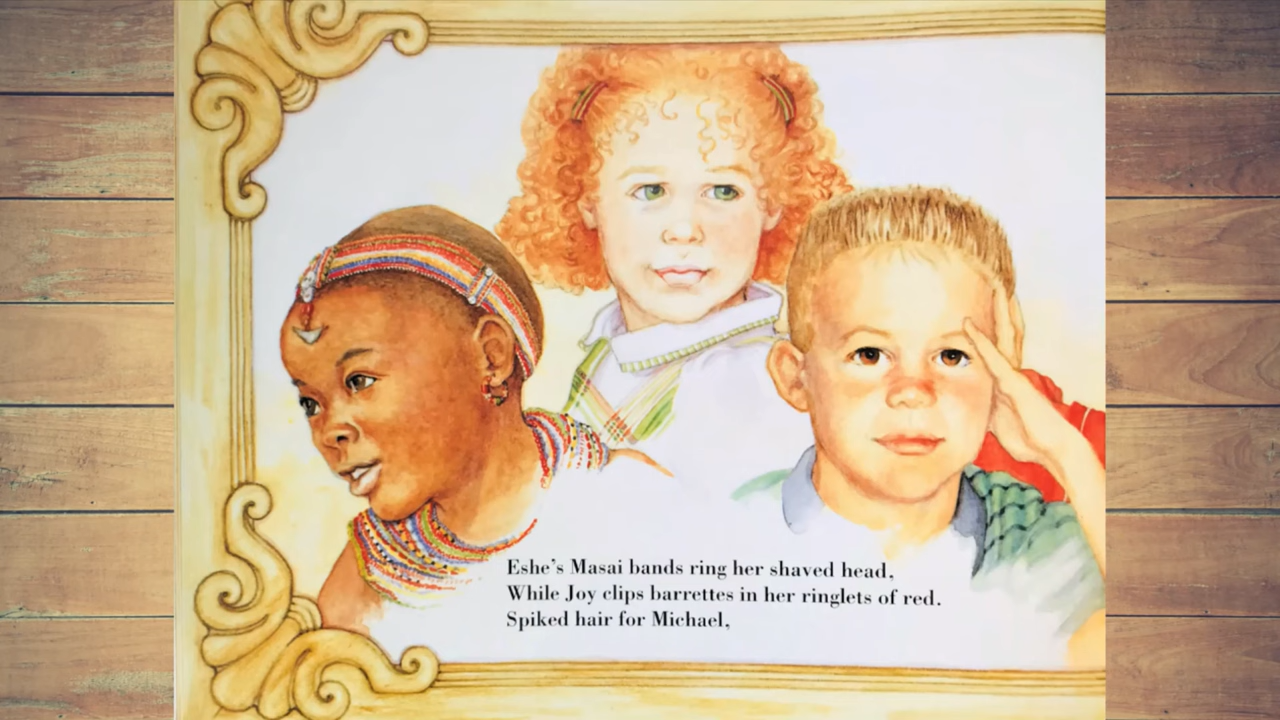 Eshe's Masai bands ring her shaved head,
While Joy clips barrettes in her ringlets of red.
Spiked hair for Michael,